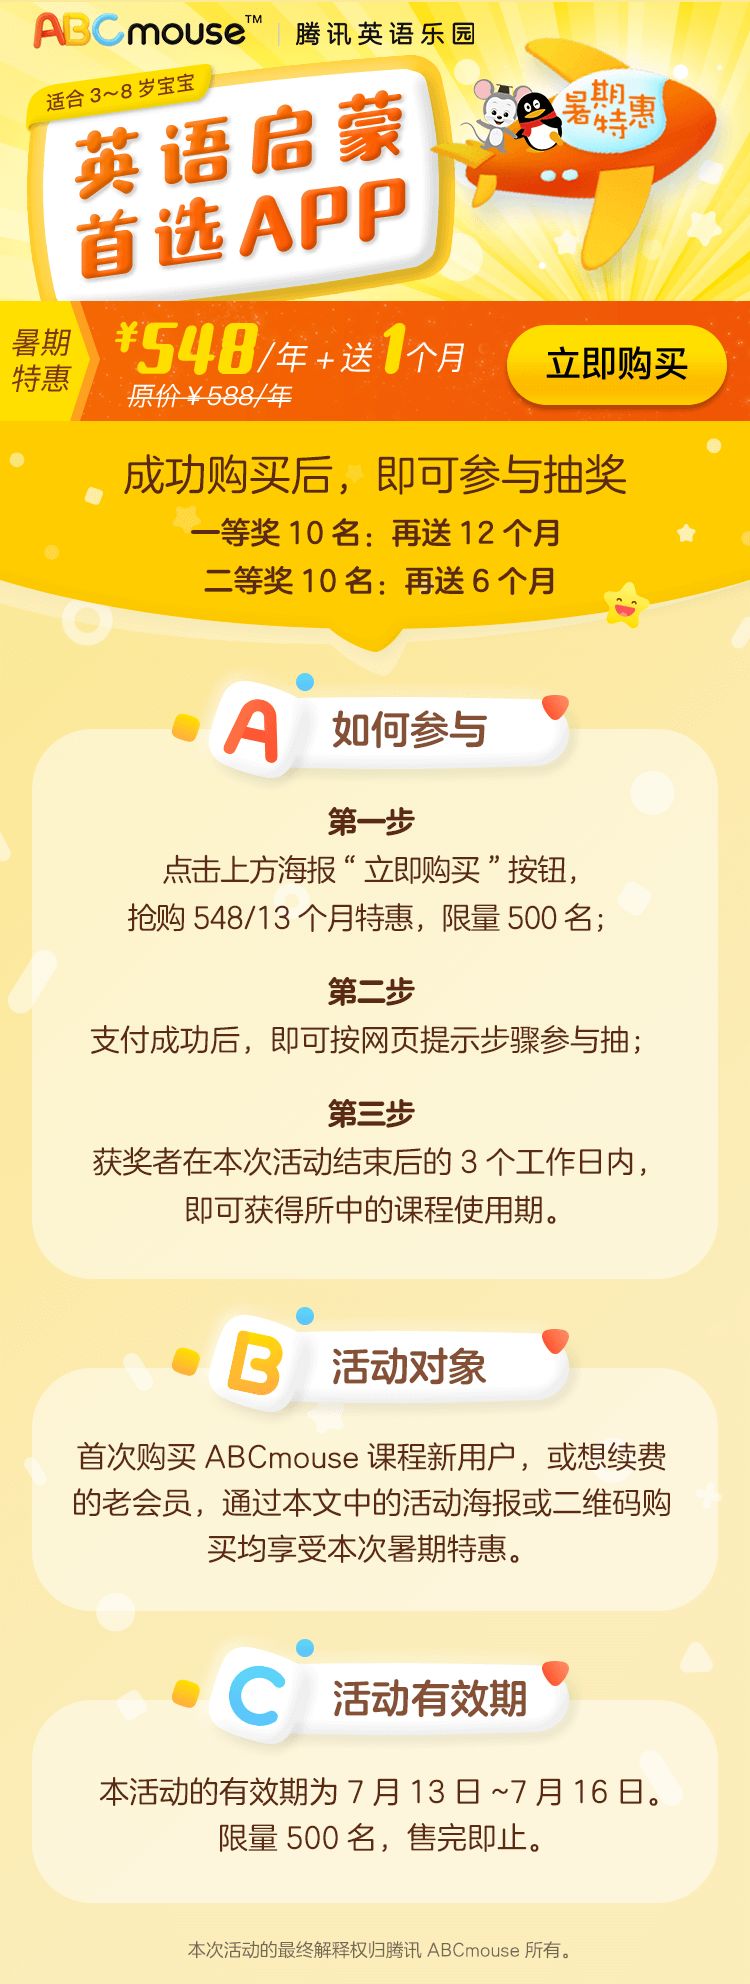 ABCmouse™ | 腾讯英语乐园
适合 3～8 岁宝宝
英语启蒙
首选APP
暑期
特惠
暑期
特惠
¥548/年+送1个月
原价¥588/年
立即购买
成功购买后，即可参与抽奖
一等奖 10 名：再送 12 个月
二等奖 10 名：再送 6 个月
A 如何参与
第一步
点击上方海报“立即购买”按钮，
抢购 548/13 个月特惠，限量 500 名；
第二步
支付成功后，即可按网页提示步骤参与抽；
第三步
获奖者在本次活动结束后的 3 个工作日内，
即可获得所中的课程使用期。
B 活动对象
首次购买 ABCmouse 课程新用户，或想续费
的老会员，通过本文中的活动海报或二维码购
买均享受本次暑期特惠。
C 活动有效期
本活动的有效期为 7 月 13 日 ~7 月 16 日。
限量 500 名，售完即止。
本次活动的最终解释权归腾讯 ABCmouse 所有。